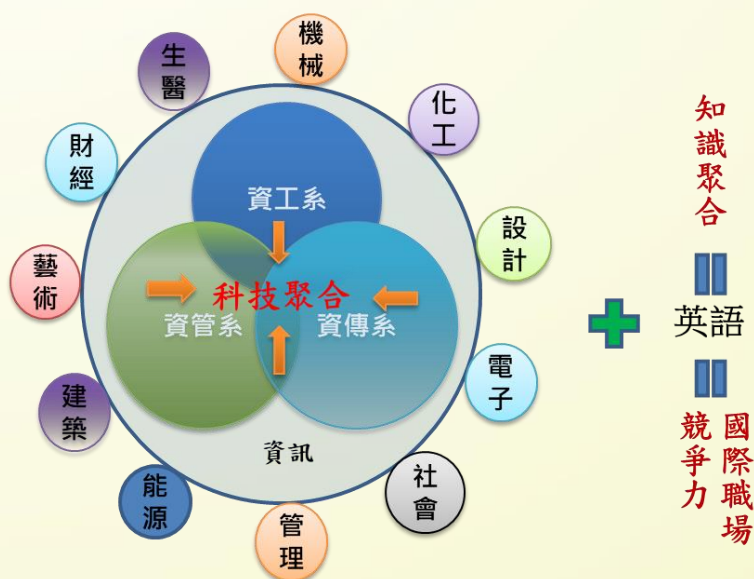 機械
生醫
化工
財經
資工系
設計
藝術
科技聚合
資管系
資傳系
電子
建築
資訊
社會
能源
管理
知識聚合
英語
國際職場
競爭力